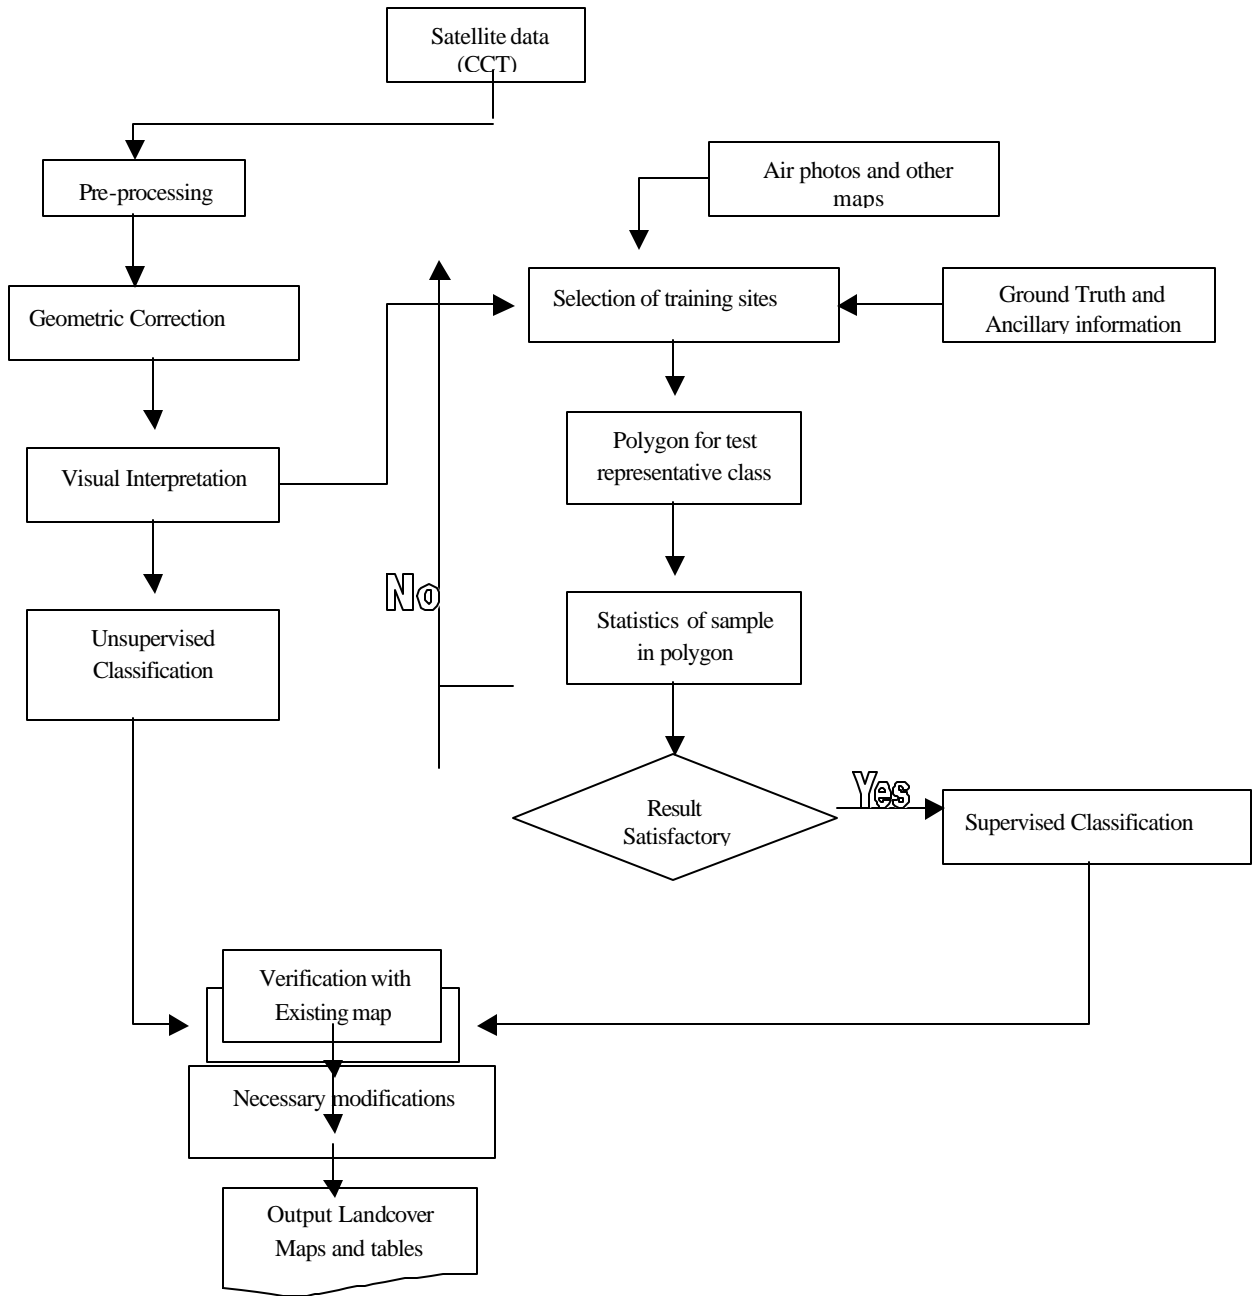 Satellite data
(CCT)
Pre-processing
Air photos and other
maps
Geometric Correction
Selection of training sites
Ground Truth and
Ancillary information
Visual Interpretation
Polygon for test
representative class
No
Unsupervised
Classification
Statistics of sample
in polygon
Result
Satisfactory
Yes
Supervised Classification
Verification with
Existing map
Necessary modifications
Output Landcover
Maps and tables